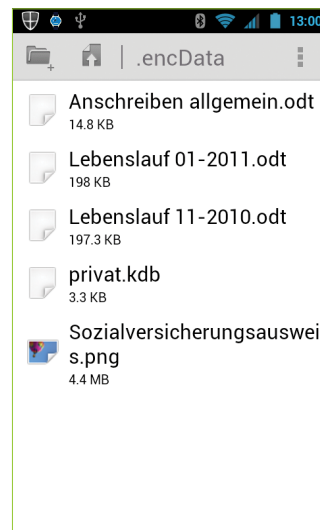 13:00
.encData
Anschreiben allgemein.odt
14.8 KB
Lebenslauf 01-2011.odt
198 KB
Lebenslauf 11-2010.odt
197.3 KB
privat.kdb
3.3 KB
Sozialversicherungsauswei
s.png
4.4 MB